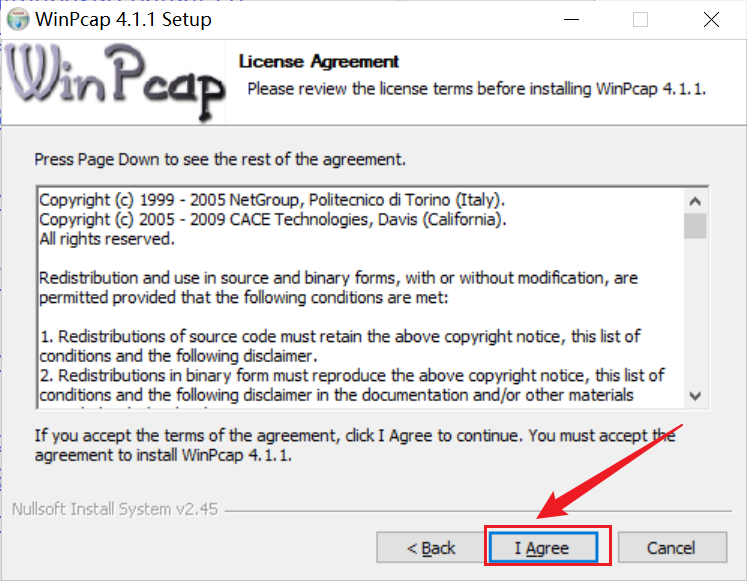 WinPcap 4.1.1 Setup
WinPcap
License Agreement
Please review the license terms before installing WinPcap 4.1.1.
Press Page Down to see the rest of the agreement.
Copyright (c) 1999 - 2005 NetGroup, Politecnico di Torino (Italy).
Copyright (c) 2005 - 2009 CACE Technologies, Davis (California).
All rights reserved.
Redistribution and use in source and binary forms, with or without modification, are
permitted provided that the following conditions are met:
1. Redistributions of source code must retain the above copyright notice, this list of
conditions and the following disclaimer.
2. Redistributions in binary form must reproduce the above copyright notice, this list of
conditions and the following disclaimer in the documentation and/or other materials
If you accept the terms of the agreement, click I Agree to continue. You must accept the
agreement to install WinPcap 4.1.1.
Nullsoft Install System v2.45
< Back
I Agree
Cancel